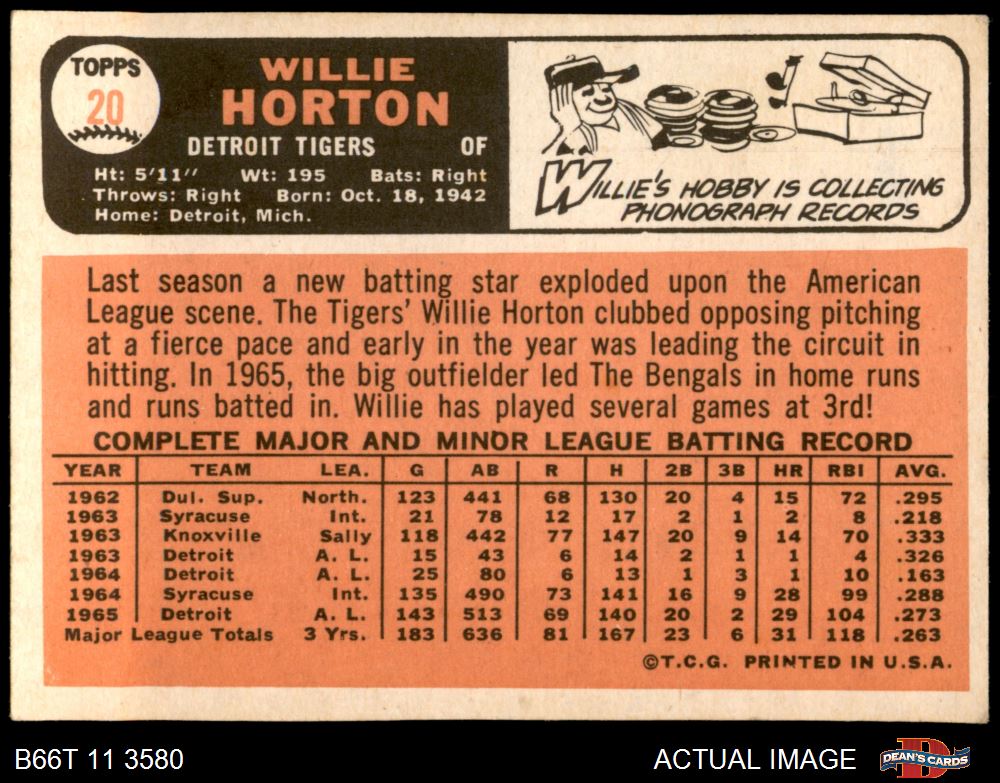 TOPPS
20
WILLIE
HORTON
DETROIT TIGERS OF
Ht: 5'11" Wt: 195 Bats: Right
Throws: Right Born: Oct. 18, 1942
Home: Detroit, Mich.
WILLIE'S HOBBY IS COLLECTING
PHONOGRAPH RECORDS
Last season a new batting star exploded upon the American
League scene. The Tigers' Willie Horton clubbed opposing pitching
at a fierce pace and early in the year was leading the circuit in
hitting. In 1965, the big outfielder led The Bengals in home runs
and runs batted in. Willie has played several games at 3rd!
COMPLETE MAJOR AND MINOR LEAGUE BATTING RECORD
YEAR TEAM LEA. G AB R H 2B 3B HR RBI AVG.
1962 Dul. Sup. North. 123 441 68 130 20 4 15 72 .295
1963 Syracuse Int. 21 78 12 17 2 1 2 8 .218
1963 Knoxville Sally 118 442 77 147 20 9 14 70 .333
1963 Detroit A. L. 15 43 6 14 2 1 1 4 .326
1964 Detroit A. L. 25 80 6 13 1 3 1 10 .163
1964 Syracuse Int. 135 490 73 141 16 9 28 99 .288
1965 Detroit A. L. 143 513 69 140 20 2 29 104 .273
Major League Totals 3 Yrs. 183 636 81 167 23 6 31 118 .263
©T.C.G. PRINTED IN U.S.A.
B66T 11 3580 ACTUAL IMAGE DEAN'S CARDS